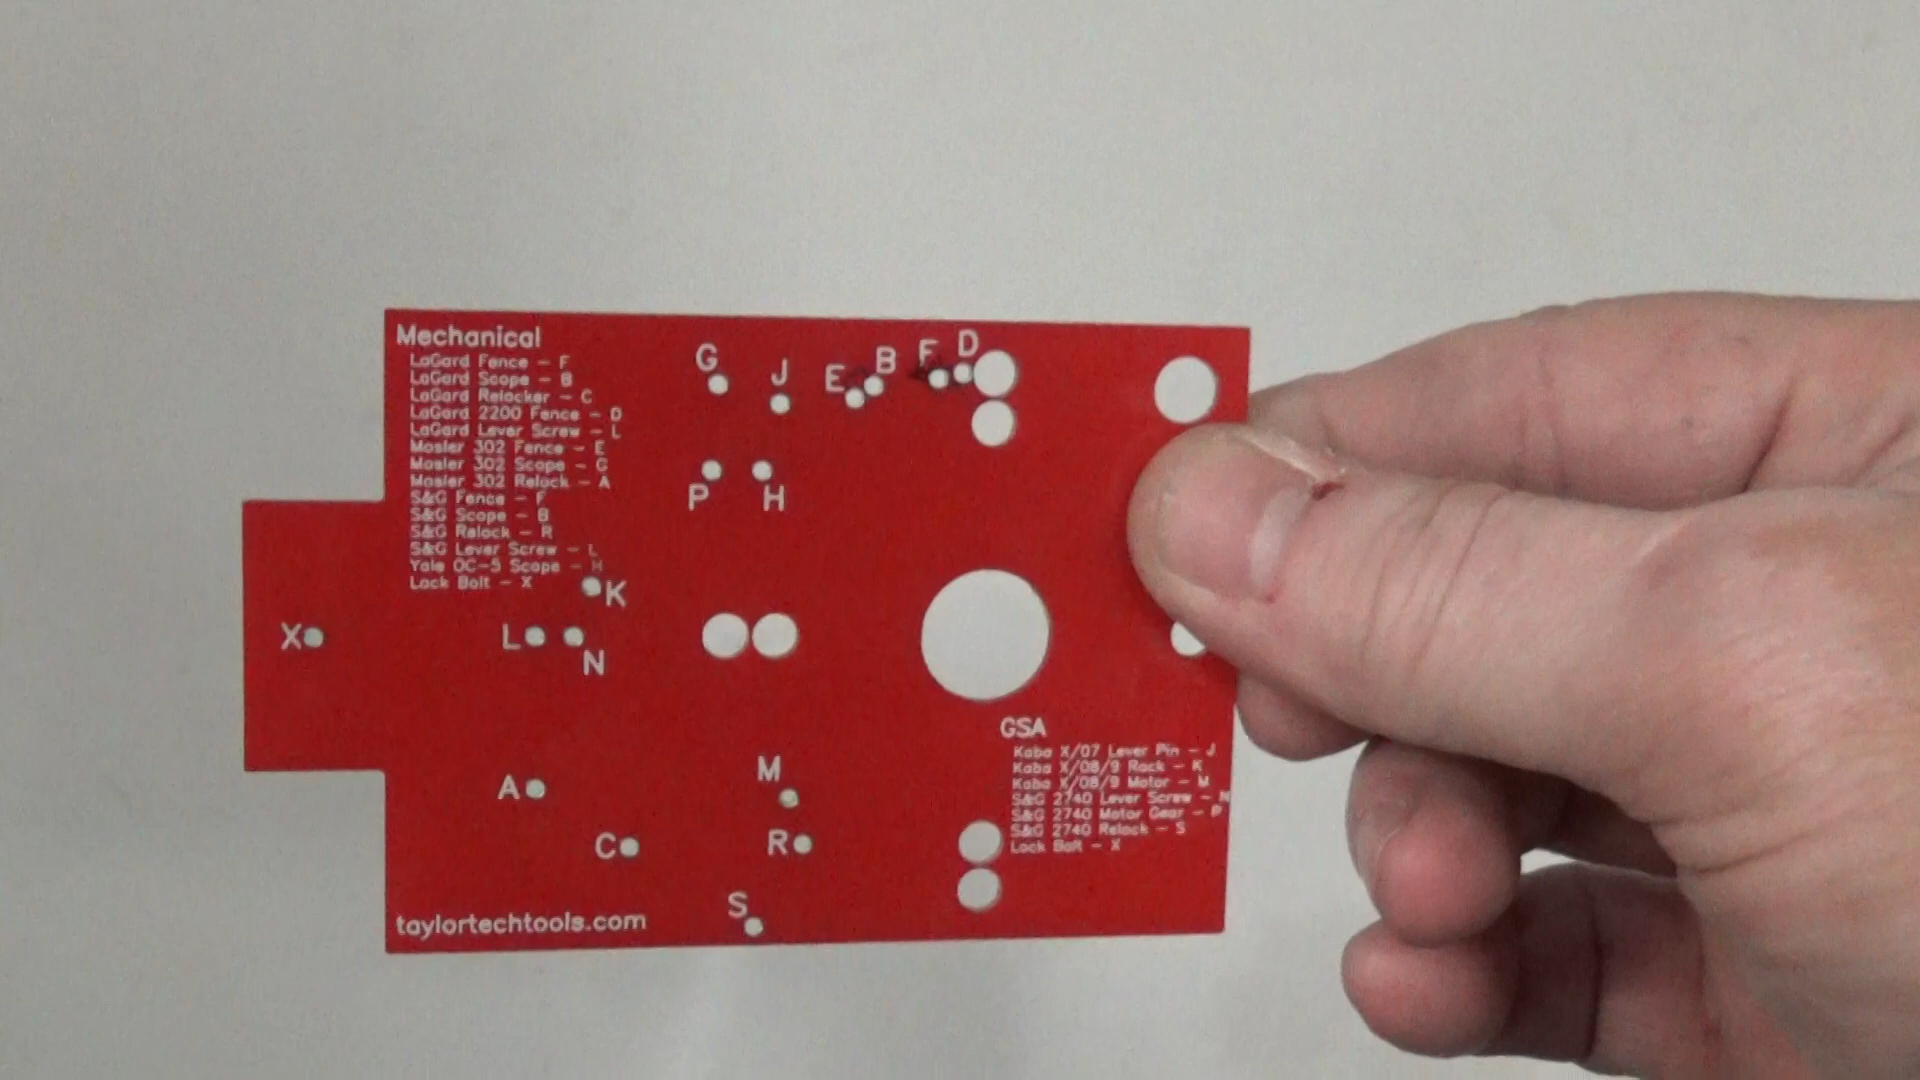 Mechanical
LaGard Fence - F
LaGard Scope - B
LaGard Relocker - C
LaGard 2200 Fence - D
LaGard Lever Screw - L
Mosler 302 Fence - E
Mosler 302 Scope - G
Mosler 302 Relock - A
S&G Fence - F
S&G Scope - B
S&G Relock - R
S&G Lever Screw - L
Yale OC-5 Scope - H
Lock Bolt - X
G
J
E
B
F
D
P
H
K
X
L
N
A
M
C
R
S
GSA
Kaba X/07 Lever Pin - J
Kaba X/08/9 Rack - K
Kaba X/08/9 Motor - M
S&G 2740 Lever Screw - N
S&G 2740 Motor Gear - P
S&G 2740 Relock - S
Lock Bolt - X
taylortechtools.com